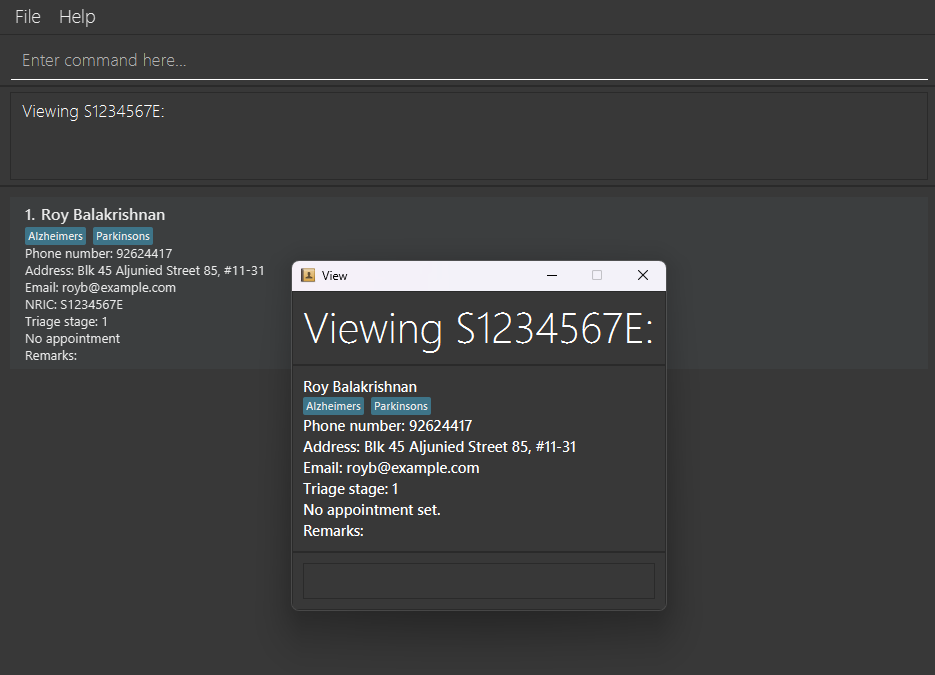 File Help
Enter command here...
Viewing S1234567E:
1. Roy Balakrishnan
Alzheimers Parkinsons
Phone number: 92624417
Address: Blk 45 Aljunied Street 85, #11-31
Email: royb@example.com
NRIC: S1234567E
Triage stage: 1
No appointment
Remarks:
View
Viewing S1234567E:
Roy Balakrishnan
Alzheimers Parkinsons
Phone number: 92624417
Address: Blk 45 Aljunied Street 85, #11-31
Email: royb@example.com
Triage stage: 1
No appointment set.
Remarks: